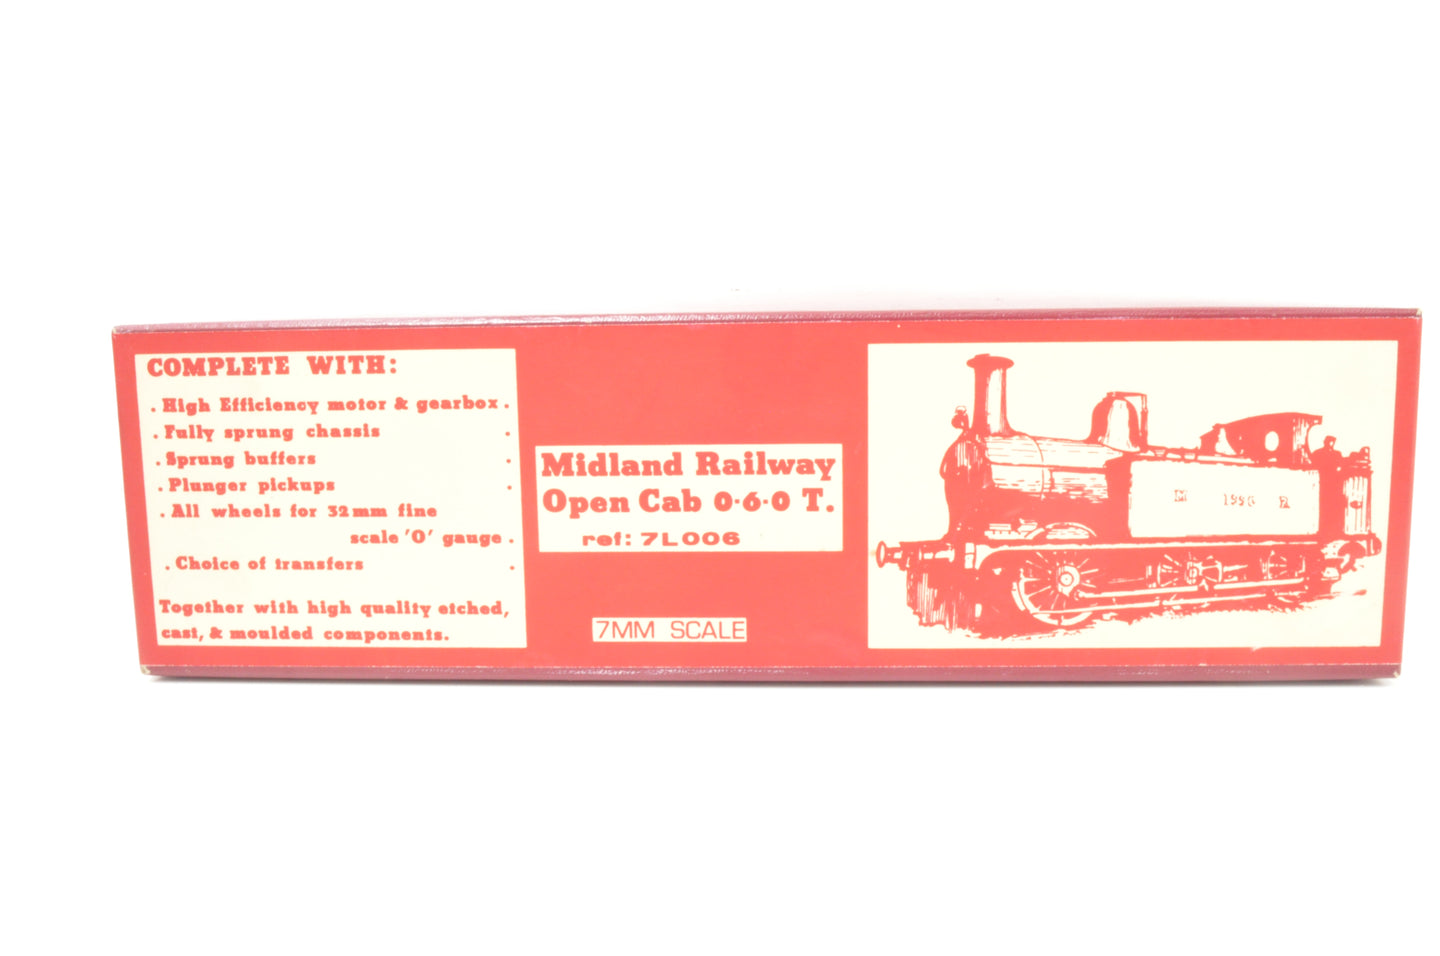 COMPLETE WITH:
. High Efficiency motor & gearbox .
. Fully sprung chassis .
. Sprung buffers .
. Plunger pickups .
. All wheels for 32mm fine
scale 'O' gauge .
. Choice of transfers .
Together with high quality etched,
cast, & moulded components.
Midland Railway
Open Cab 0·6·0 T.
ref: 7L006
7MM SCALE
M R